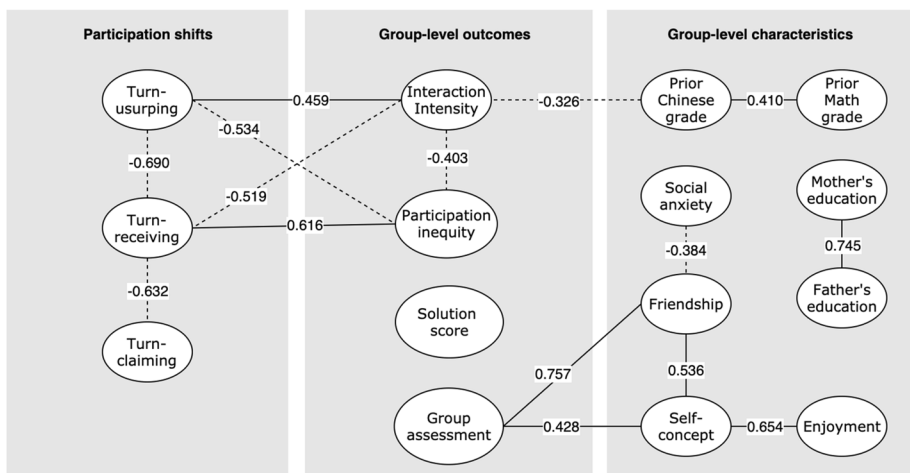 Participation shifts
Group-level outcomes
Group-level characteristics
Turn-
usurping
0.459
Interaction
Intensity
-0.326
Prior
Chinese
grade
0.410
Prior
Math
grade
-0.534
-0.690
-0.403
-0.519
Social
anxiety
Mother's
education
Turn-
receiving
0.616
Participation
inequity
-0.384
0.745
-0.632
Friendship
Father's
education
Solution
score
Turn-
claiming
0.757
0.536
Group
assessment
0.428
Self-
concept
0.654
Enjoyment